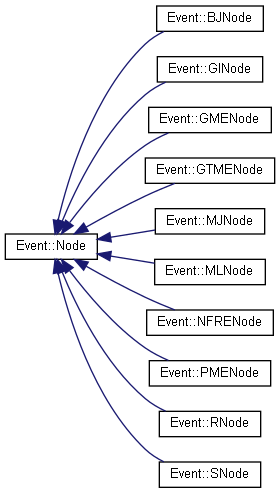 Event::BJNode
Event::GINode
Event::GMENode
Event::GTMENode
Event::MJNode
Event::Node
Event::MLNode
Event::NFRENode
Event::PMENode
Event::RNode
Event::SNode